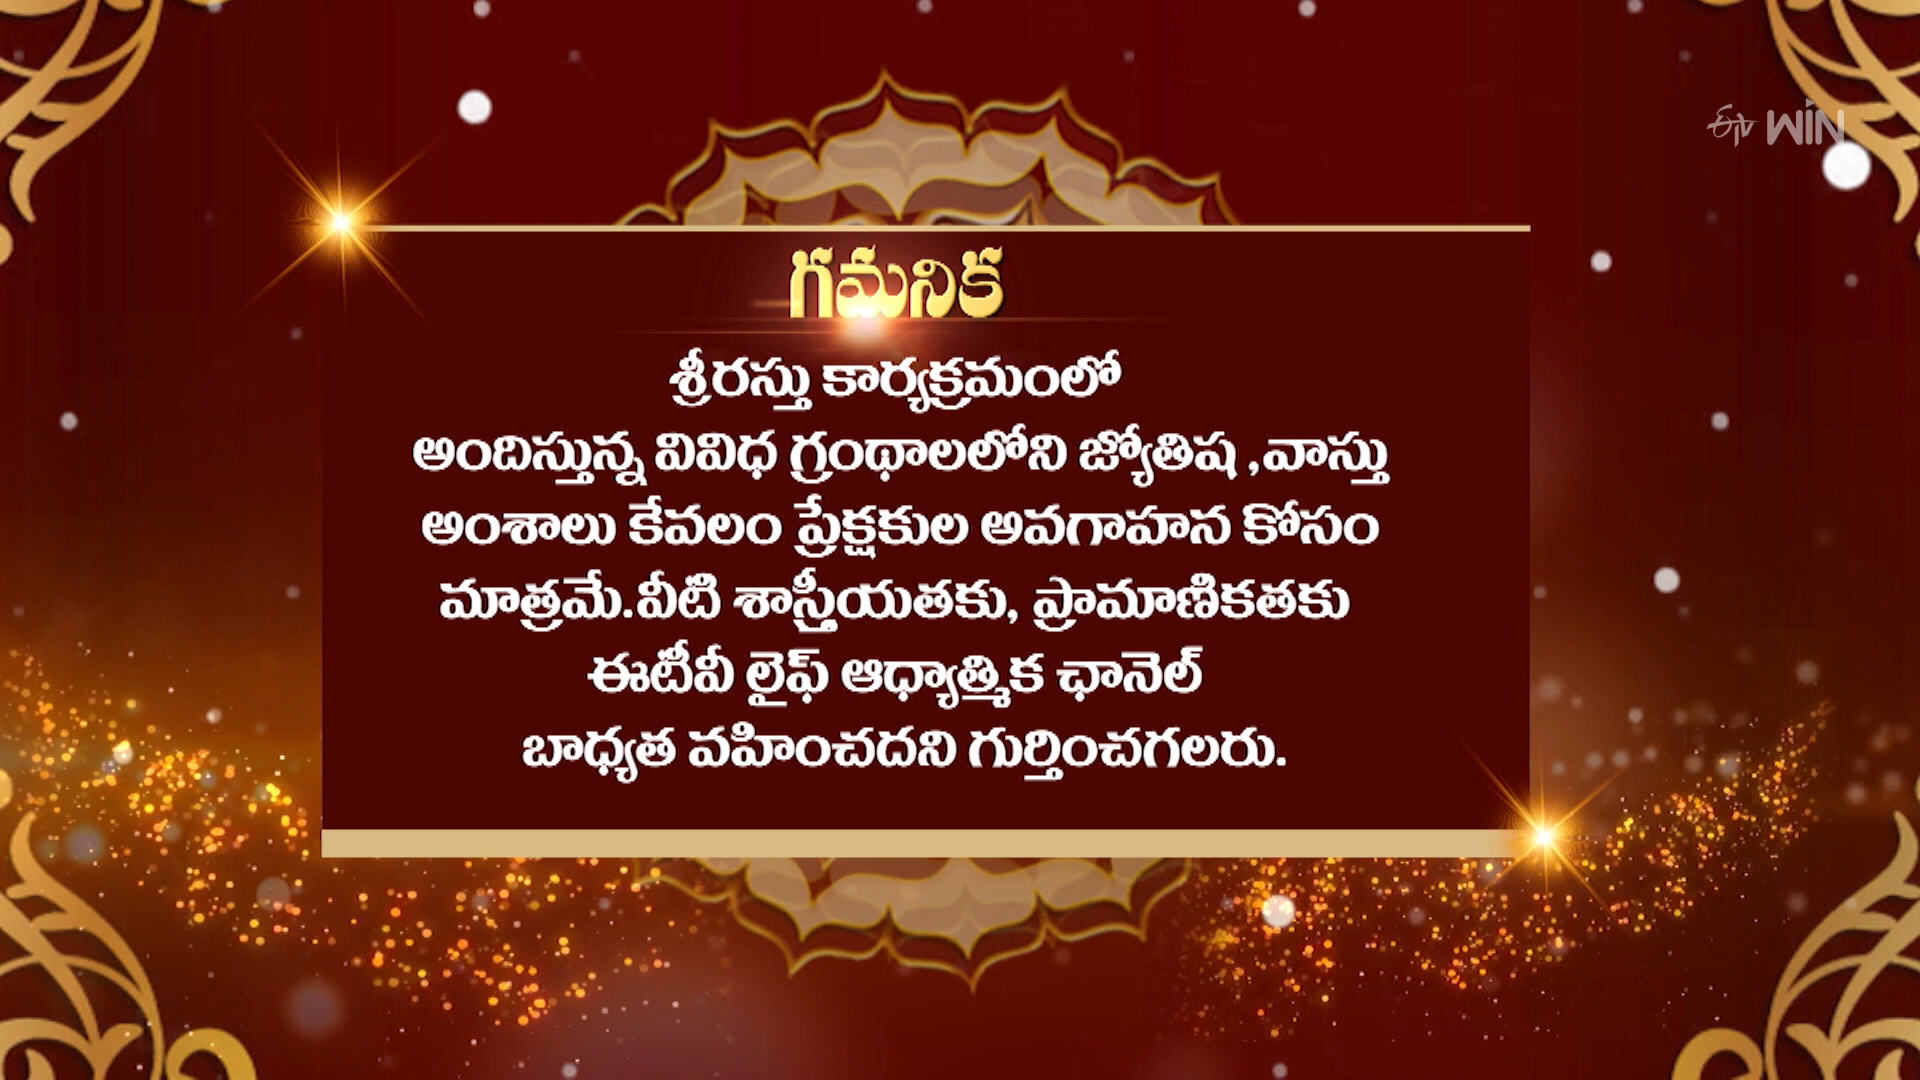 ఈటీవీ WIN
గమనిక
శ్రీరస్తు కార్యక్రమంలో
అందిస్తున్న వివిధ గ్రంథాలలోని జ్యోతిష ,వాస్తు
అంశాలు కేవలం ప్రేక్షకుల అవగాహన కోసం
మాత్రమే.వీటి శాస్త్రీయతకు, ప్రామాణికతకు
ఈటీవీ లైఫ్ ఆధ్యాత్మిక ఛానెల్
బాధ్యత వహించదని గుర్తించగలరు.